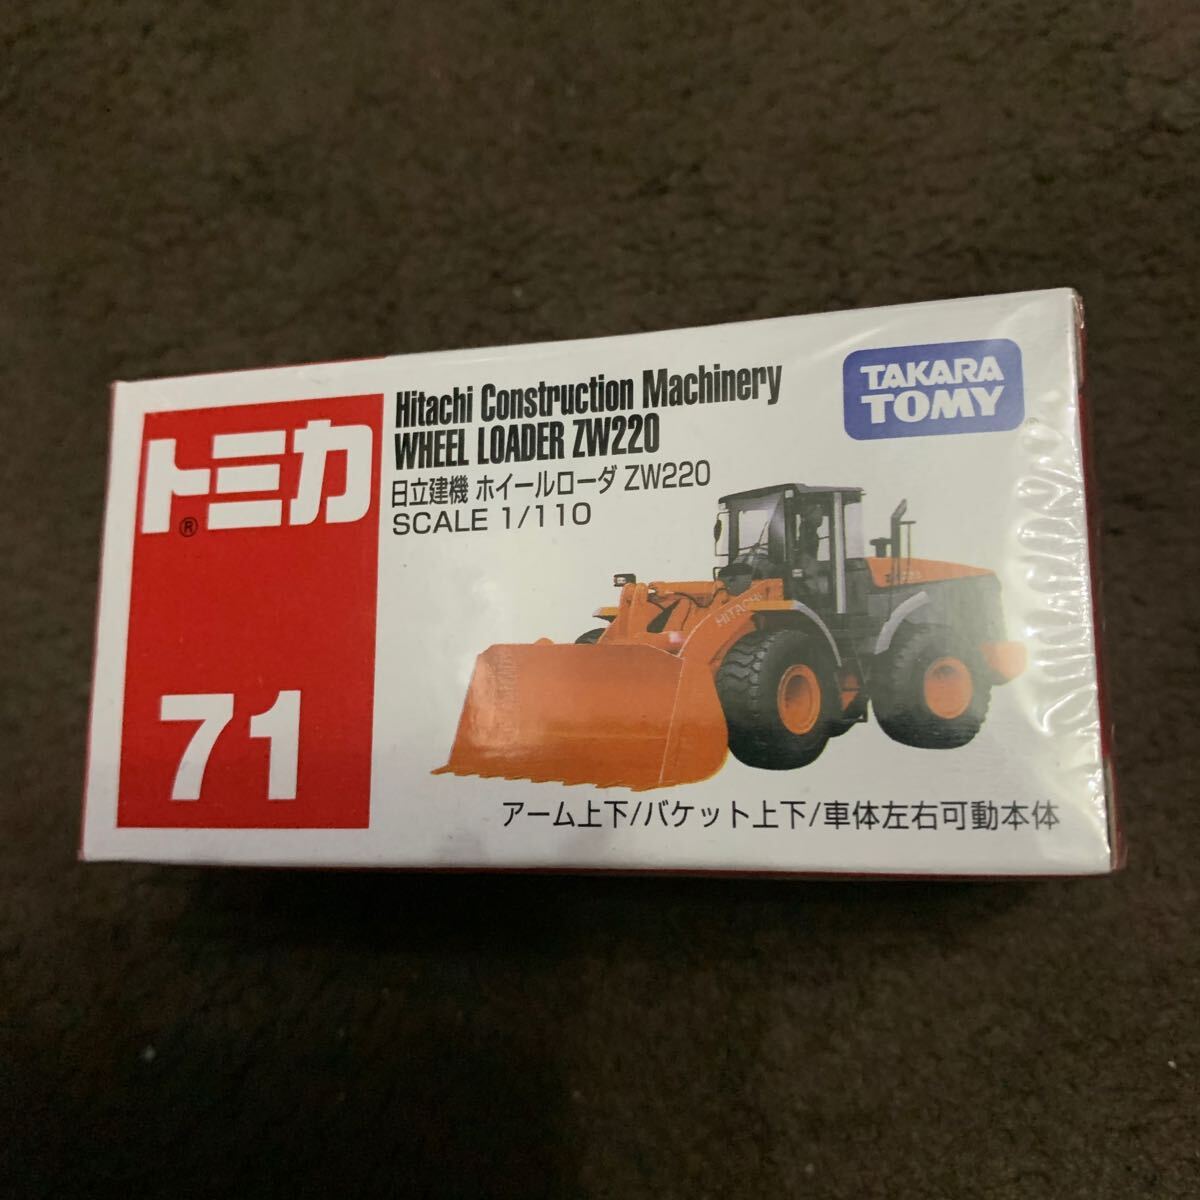 トミカ
®
71
Hitachi Construction Machinery
WHEEL LOADER ZW220
日立建機 ホイールローダ ZW220
SCALE 1/110
TAKARA
TOMY
®
HITACHI
アーム上下/バケット上下/車体左右可動本体